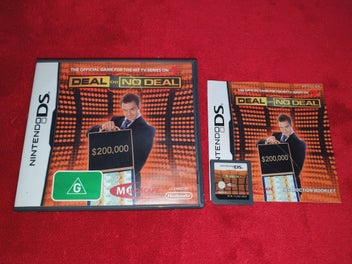 NINTENDO DS
THE OFFICIAL GAME FOR THE HIT TV SERIES ON 7
DEAL OR NO DEAL
$200,000
G
Nintendo
NINTENDO DS
DEAL OR NO DEAL
$200,000
INSTRUCTION BOOKLET